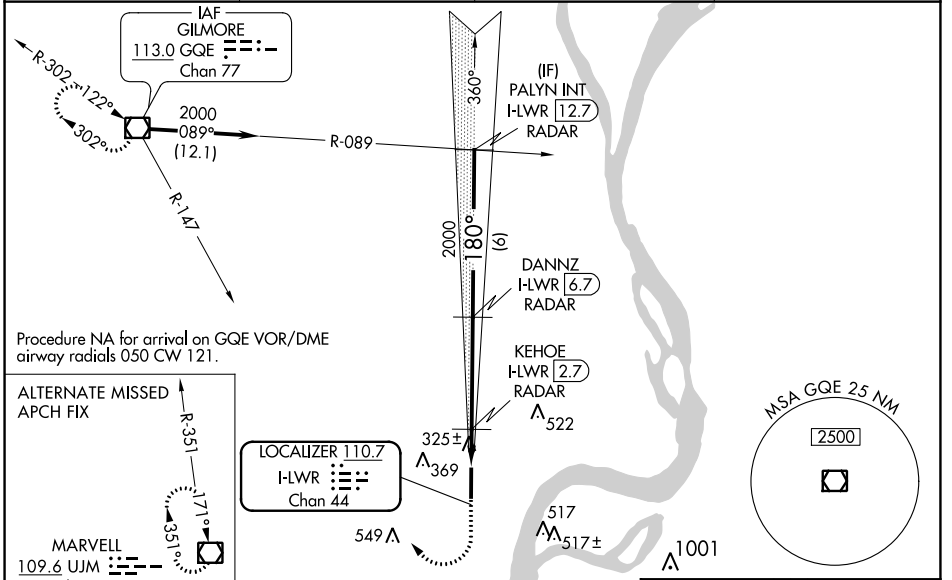 IAF
GILMORE
113.0 GQE
Chan 77
R-302
122°
302°
2000
089°
(12.1)
R-089
R-147
360°
(IF)
PALYN INT
I-LWR 12.7
RADAR
2000
180°
(6)
DANNZ
I-LWR 6.7
RADAR
KEHOE
I-LWR 2.7
RADAR
522
325±
369
Procedure NA for arrival on GQE VOR/DME
airway radials 050 CW 121.
ALTERNATE MISSED
APCH FIX
R-351
171°
351°
MARVELL
109.6 UJM
LOCALIZER 110.7
I-LWR
Chan 44
549
517
517±
1001
MSA GQE 25 NM
2500